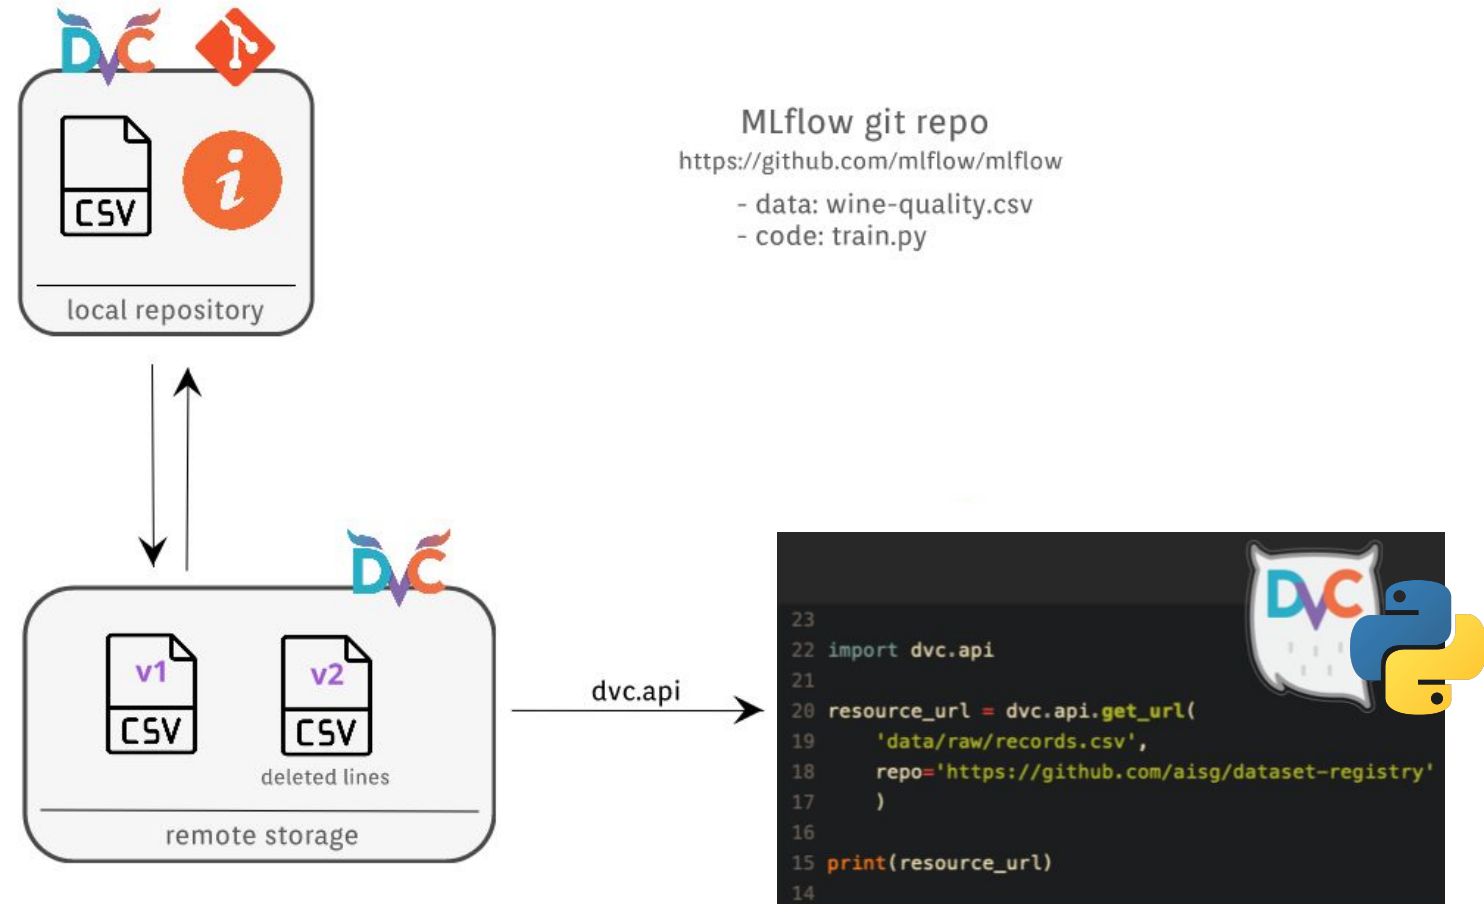 DVC
CSV
i
local repository
MLflow git repo
https://github.com/mlflow/mlflow
- data: wine-quality.csv
- code: train.py
DVC
v1
CSV
v2
CSV
deleted lines
remote storage
dvc.api
DVC
23
22 import dvc.api
21
20 resource_url = dvc.api.get_url(
19 'data/raw/records.csv',
18 repo='https://github.com/aisg/dataset-registry'
17 )
16
15 print(resource_url)
14